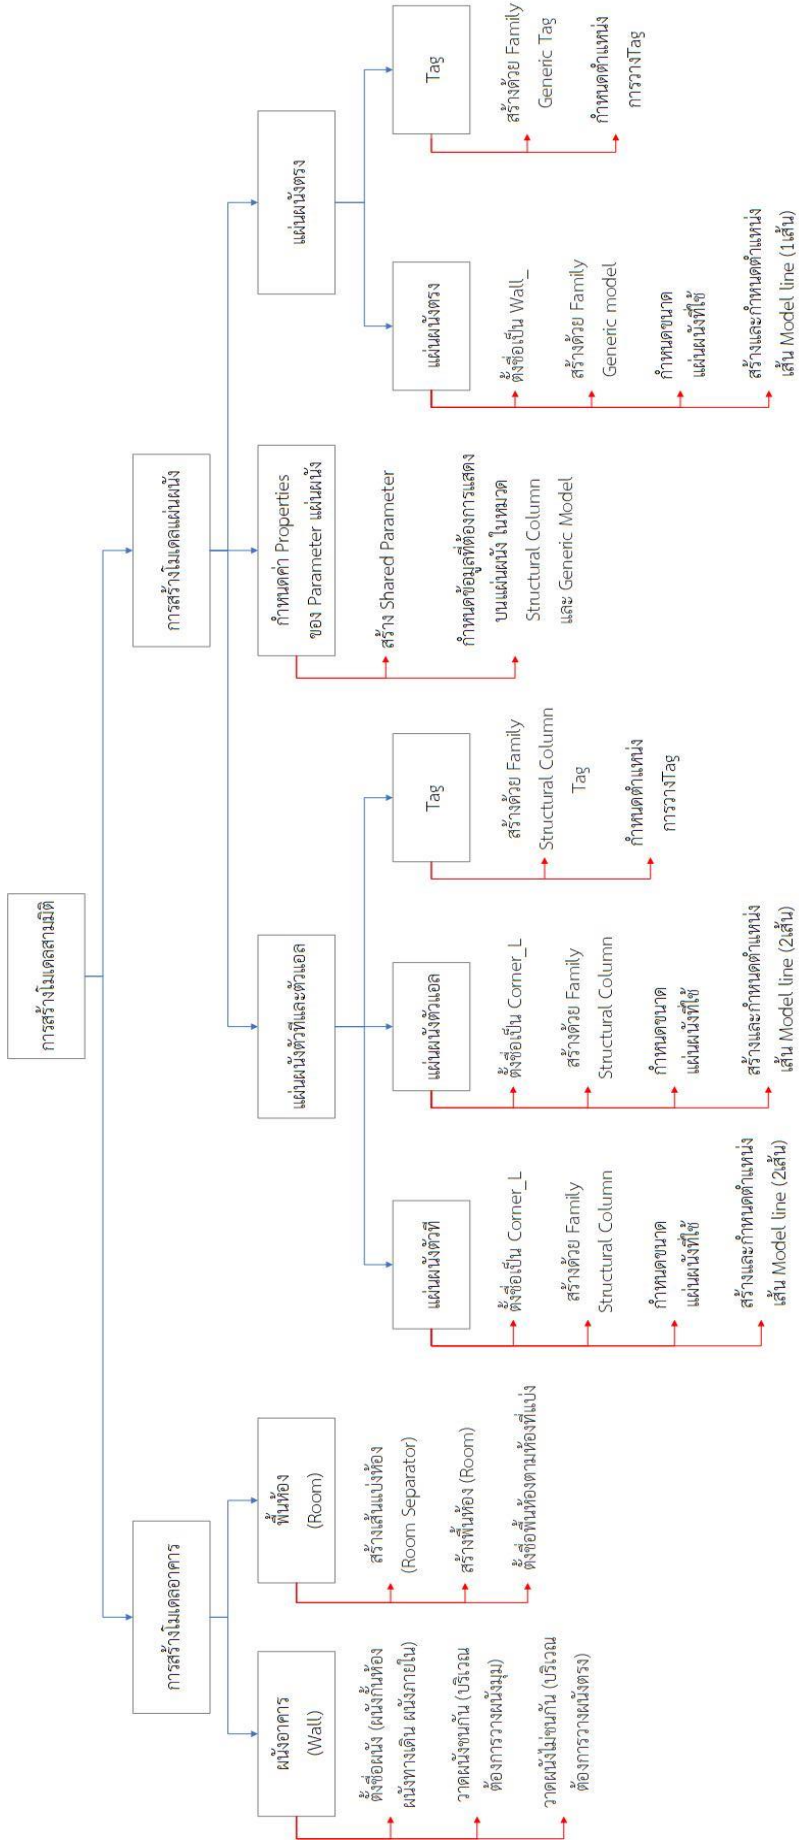 การสร้างโมเดลสามมิติ
การสร้างโมเดลอาคาร
ผนังอาคาร
(Wall)
ตั้งชื่อผนัง (ผนังกั้นห้อง
ผนังทางเดิน ผนังภายใน)
วาดผนังชนกัน (บริเวณ
ต้องการวางผนังมุม)
วาดผนังไม่ชนกัน (บริเวณ
ต้องการวางผนังตรง)
พื้นห้อง
(Room)
สร้างเส้นแบ่งห้อง
(Room Separator)
สร้างพื้นห้อง (Room)
ตั้งชื่อพื้นห้องตามห้องที่แบ่ง
การสร้างโมเดลแผ่นผนัง
แผ่นผนังตัวทีและตัวแอล
แผ่นผนังตัวที
ตั้งชื่อเป็น Corner_L
สร้างด้วย Family
Structural Column
กำหนดขนาด
แผ่นผนังที่ใช้
สร้างและกำหนดตำแหน่ง
เส้น Model line (2เส้น)
แผ่นผนังตัวแอล
ตั้งชื่อเป็น Corner_L
สร้างด้วย Family
Structural Column
กำหนดขนาด
แผ่นผนังที่ใช้
สร้างและกำหนดตำแหน่ง
เส้น Model line (2เส้น)
Tag
สร้างด้วย Family
Structural Column
Tag
กำหนดตำแหน่ง
การวางTag
กำหนดค่า Properties
ของ Parameter แผ่นผนัง
สร้าง Shared Parameter
กำหนดข้อมูลที่ต้องการแสดง
บนแผ่นผนัง ในหมวด
Structural Column
และ Generic Model
แผ่นผนังตรง
แผ่นผนังตรง
ตั้งชื่อเป็น Wall_
สร้างด้วย Family
Generic model
กำหนดขนาด
แผ่นผนังที่ใช้
สร้างและกำหนดตำแหน่ง
เส้น Model line (1เส้น)
Tag
สร้างด้วย Family
Generic Tag
กำหนดตำแหน่ง
การวางTag